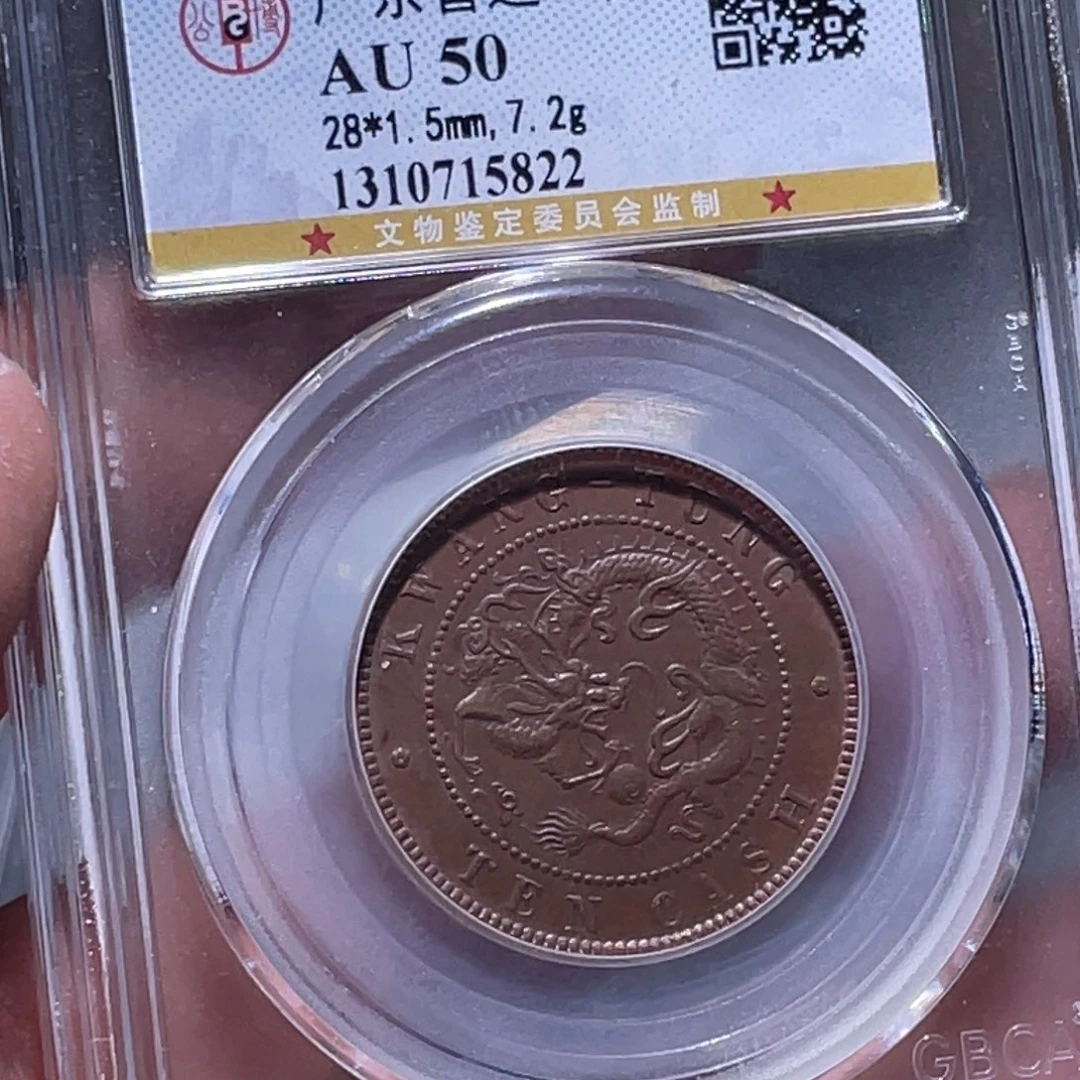 AU 50
28*1.5mm,7.2g
1310715822
文物鉴定委员会监制
KWANG-TUNG
TEN CASH
GBCA